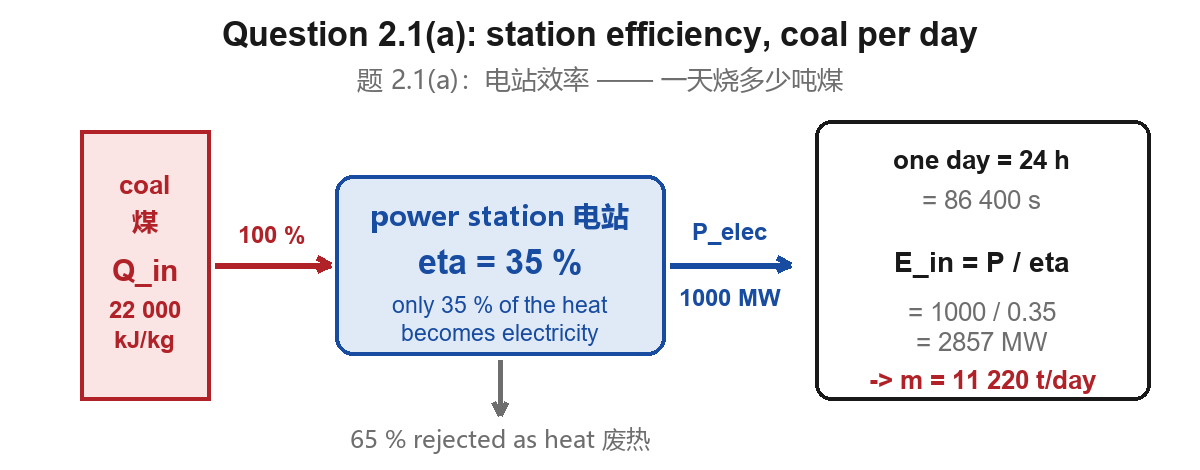 Question 2.1(a): station efficiency, coal per day
题 2.1(a)：电站效率 —— 一天烧多少吨煤
coal
煤
Q_in
22 000
kJ/kg
100 %
power station 电站
eta = 35 %
only 35 % of the heat
becomes electricity
65 % rejected as heat 废热
P_elec
1000 MW
one day = 24 h
= 86 400 s
E_in = P / eta
= 1000 / 0.35
= 2857 MW
-> m = 11 220 t/day